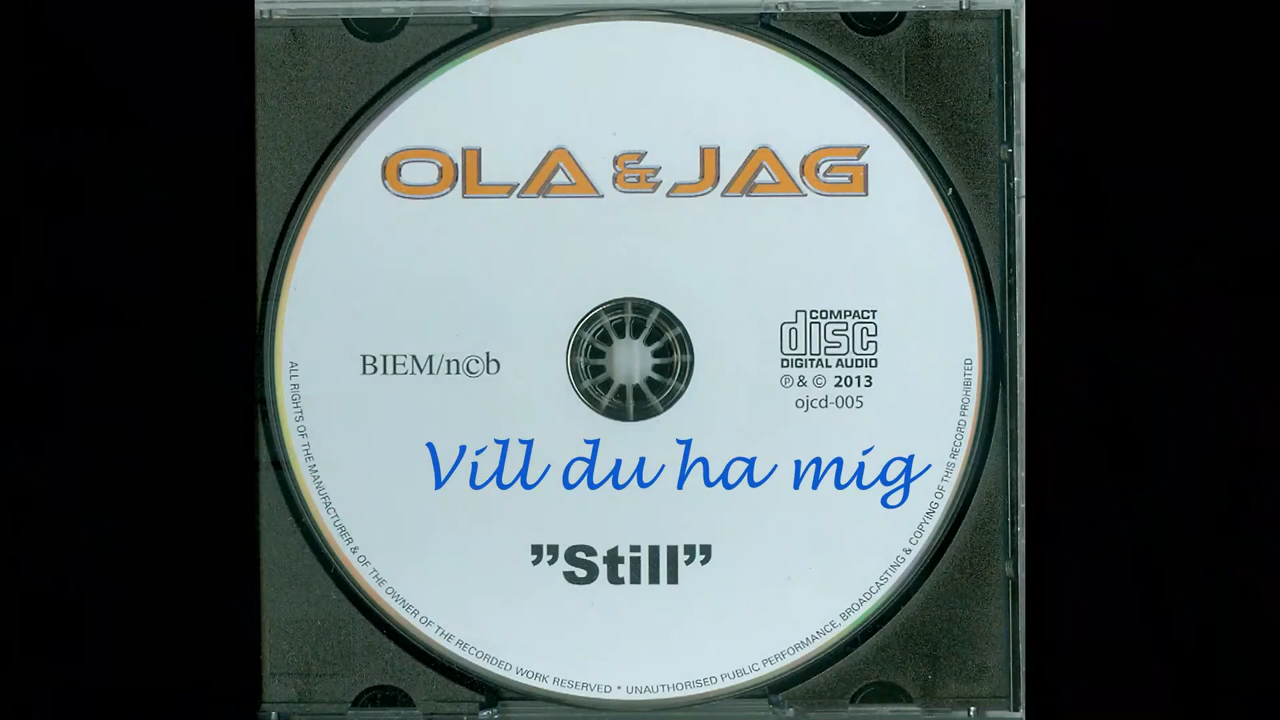 OLA & JAG
BIEM/n©b
COMPACT
disc
DIGITAL AUDIO
℗ & © 2013
ojcd-005
Vill du ha mig
”Still”
ALL RIGHTS OF THE MANUFACTURER & OF THE OWNER OF THE RECORDED WORK RESERVED * UNAUTHORISED PUBLIC PERFORMANCE, BROADCASTING & COPYING OF THIS RECORD PROHIBITED